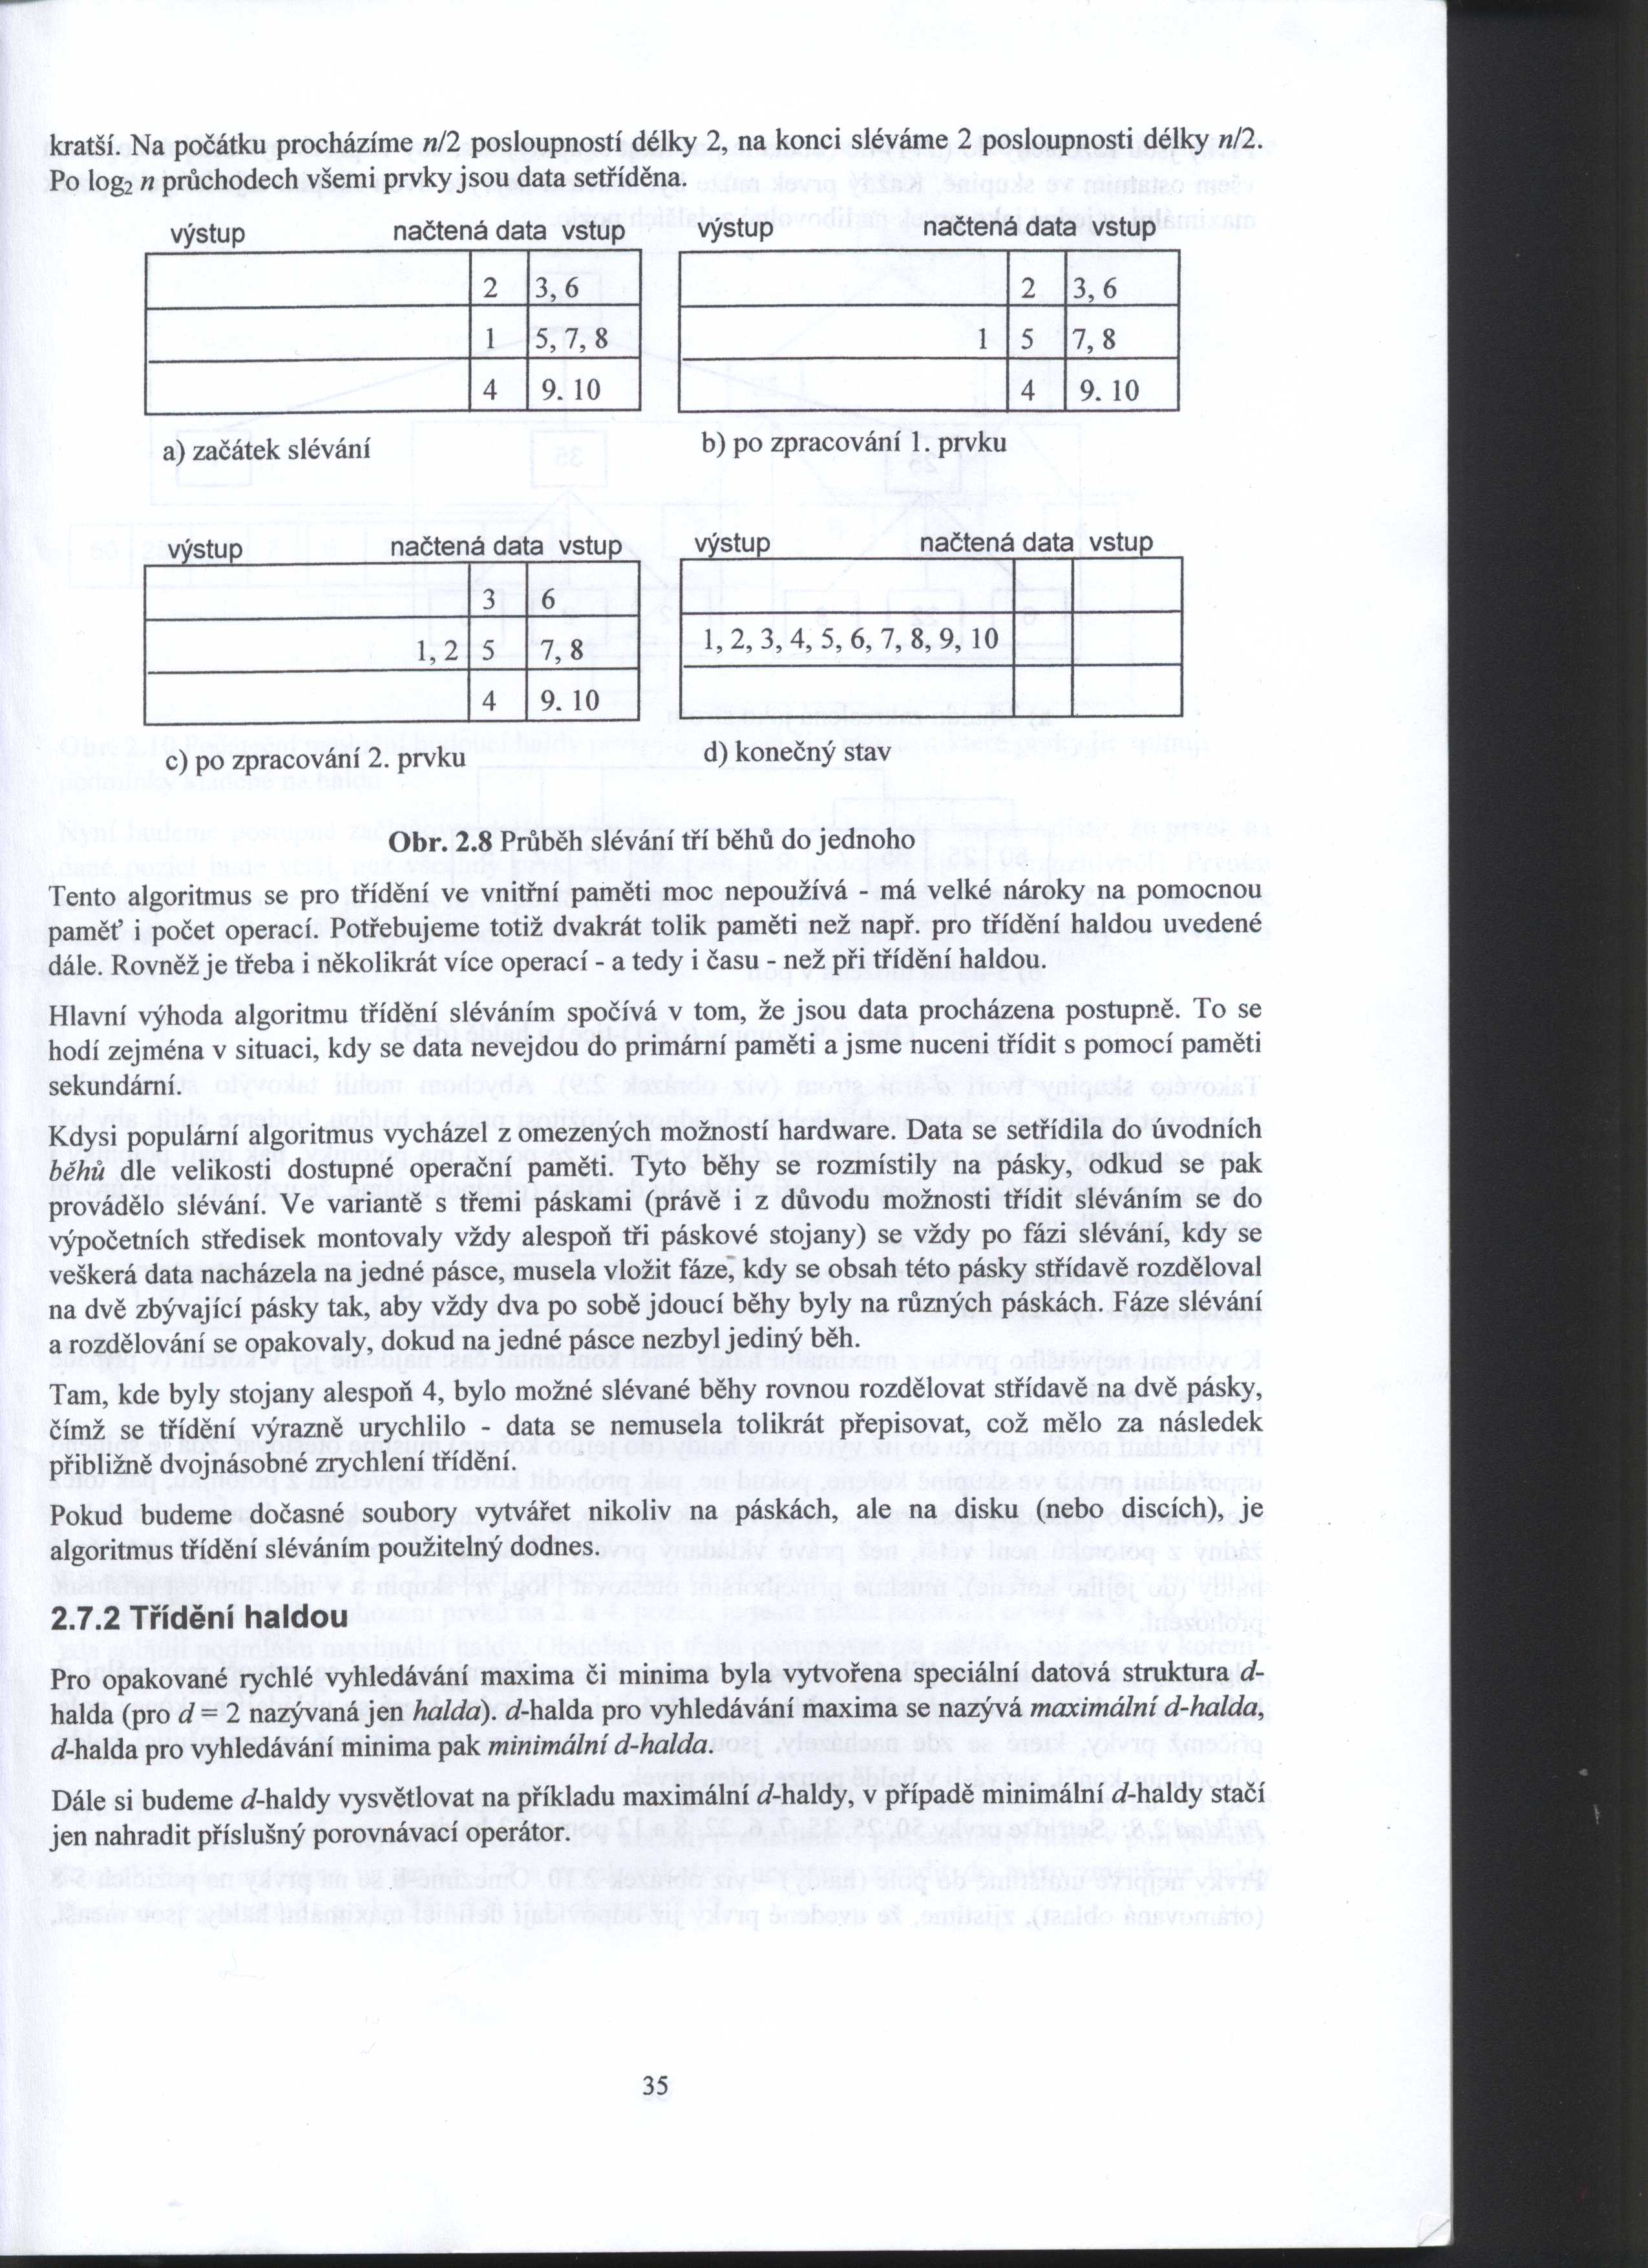 kratší. Na počátku procházíme n/2 posloupností délky 2, na konci sléváme 2 posloupnosti délky n/2.
Po log₂ n průchodech všemi prvky jsou data setříděna.
výstup načtená data vstup
2 3, 6
1 5, 7, 8
4 9. 10
a) začátek slévání
výstup načtená data vstup
2 3, 6
1 5 7, 8
4 9. 10
b) po zpracování 1. prvku
výstup načtená data vstup
3 6
1, 2 5 7, 8
4 9. 10
c) po zpracování 2. prvku
výstup načtená data vstup
1, 2, 3, 4, 5, 6, 7, 8, 9, 10
d) konečný stav
Obr. 2.8 Průběh slévání tří běhů do jednoho
Tento algoritmus se pro třídění ve vnitřní paměti moc nepoužívá - má velké nároky na pomocnou
paměť i počet operací. Potřebujeme totiž dvakrát tolik paměti než např. pro třídění haldou uvedené
dále. Rovněž je třeba i několikrát více operací - a tedy i času - než při třídění haldou.
Hlavní výhoda algoritmu třídění sléváním spočívá v tom, že jsou data procházena postupně. To se
hodí zejména v situaci, kdy se data nevejdou do primární paměti a jsme nuceni třídit s pomocí paměti
sekundární.
Kdysi populární algoritmus vycházel z omezených možností hardware. Data se setřídila do úvodních
běhů dle velikosti dostupné operační paměti. Tyto běhy se rozmístily na pásky, odkud se pak
provádělo slévání. Ve variantě s třemi páskami (právě i z důvodu možnosti třídit sléváním se do
výpočetních středisek montovaly vždy alespoň tři páskové stojany) se vždy po fázi slévání, kdy se
veškerá data nacházela na jedné pásce, musela vložit fáze, kdy se obsah této pásky střídavě rozděloval
na dvě zbývající pásky tak, aby vždy dva po sobě jdoucí běhy byly na různých páskách. Fáze slévání
a rozdělování se opakovaly, dokud na jedné pásce nezbyl jediný běh.
Tam, kde byly stojany alespoň 4, bylo možné slévané běhy rovnou rozdělovat střídavě na dvě pásky,
čímž se třídění výrazně urychlilo - data se nemusela tolikrát přepisovat, což mělo za následek
přibližně dvojnásobné zrychlení třídění.
Pokud budeme dočasné soubory vytvářet nikoliv na páskách, ale na disku (nebo discích), je
algoritmus třídění sléváním použitelný dodnes.
2.7.2 Třídění haldou
Pro opakované rychlé vyhledávání maxima či minima byla vytvořena speciální datová struktura d-
halda (pro d = 2 nazývaná jen halda). d-halda pro vyhledávání maxima se nazývá maximální d-halda,
d-halda pro vyhledávání minima pak minimální d-halda.
Dále si budeme d-haldy vysvětlovat na příkladu maximální d-haldy, v případě minimální d-haldy stačí
jen nahradit příslušný porovnávací operátor.
35